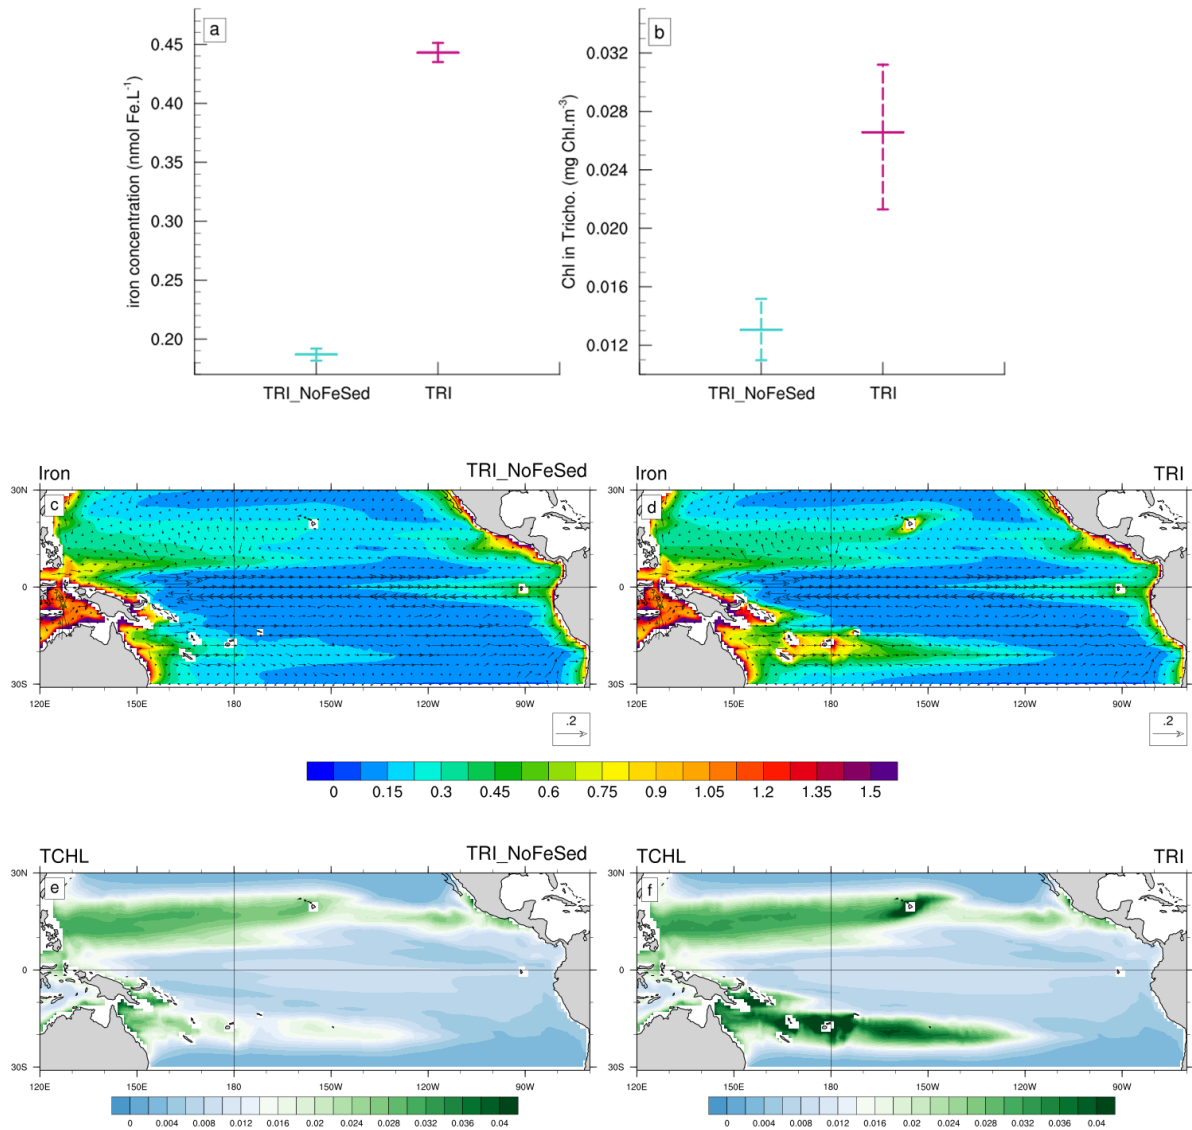 a
iron concentration (nmol Fe.L-1)
0.45
0.40
0.35
0.30
0.25
0.20
TRI_NoFeSed TRI
b
Chl in Tricho. (mg Chl.m-3)
0.032
0.028
0.024
0.020
0.016
0.012
TRI_NoFeSed TRI
Iron TRI_NoFeSed
c
30N
0
30S
120E 150E 180 150W 120W 90W
.2
Iron TRI
d
30N
0
30S
120E 150E 180 150W 120W 90W
.2
0 0.15 0.3 0.45 0.6 0.75 0.9 1.05 1.2 1.35 1.5
TCHL TRI_NoFeSed
e
30N
0
30S
120E 150E 180 150W 120W 90W
0 0.004 0.008 0.012 0.016 0.02 0.024 0.028 0.032 0.036 0.04
TCHL TRI
f
30N
0
30S
120E 150E 180 150W 120W 90W
0 0.004 0.008 0.012 0.016 0.02 0.024 0.028 0.032 0.036 0.04